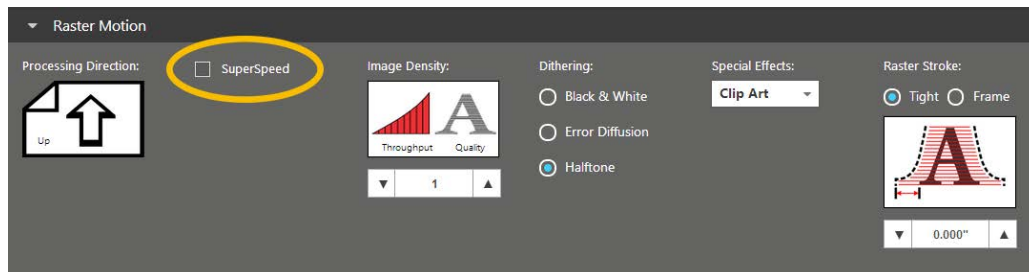 Raster Motion
Processing Direction:
Up
SuperSpeed
Image Density:
A
Throughput Quality
1
Dithering:
Black & White
Error Diffusion
Halftone
Special Effects:
Clip Art
Raster Stroke:
Tight Frame
A
0.000"